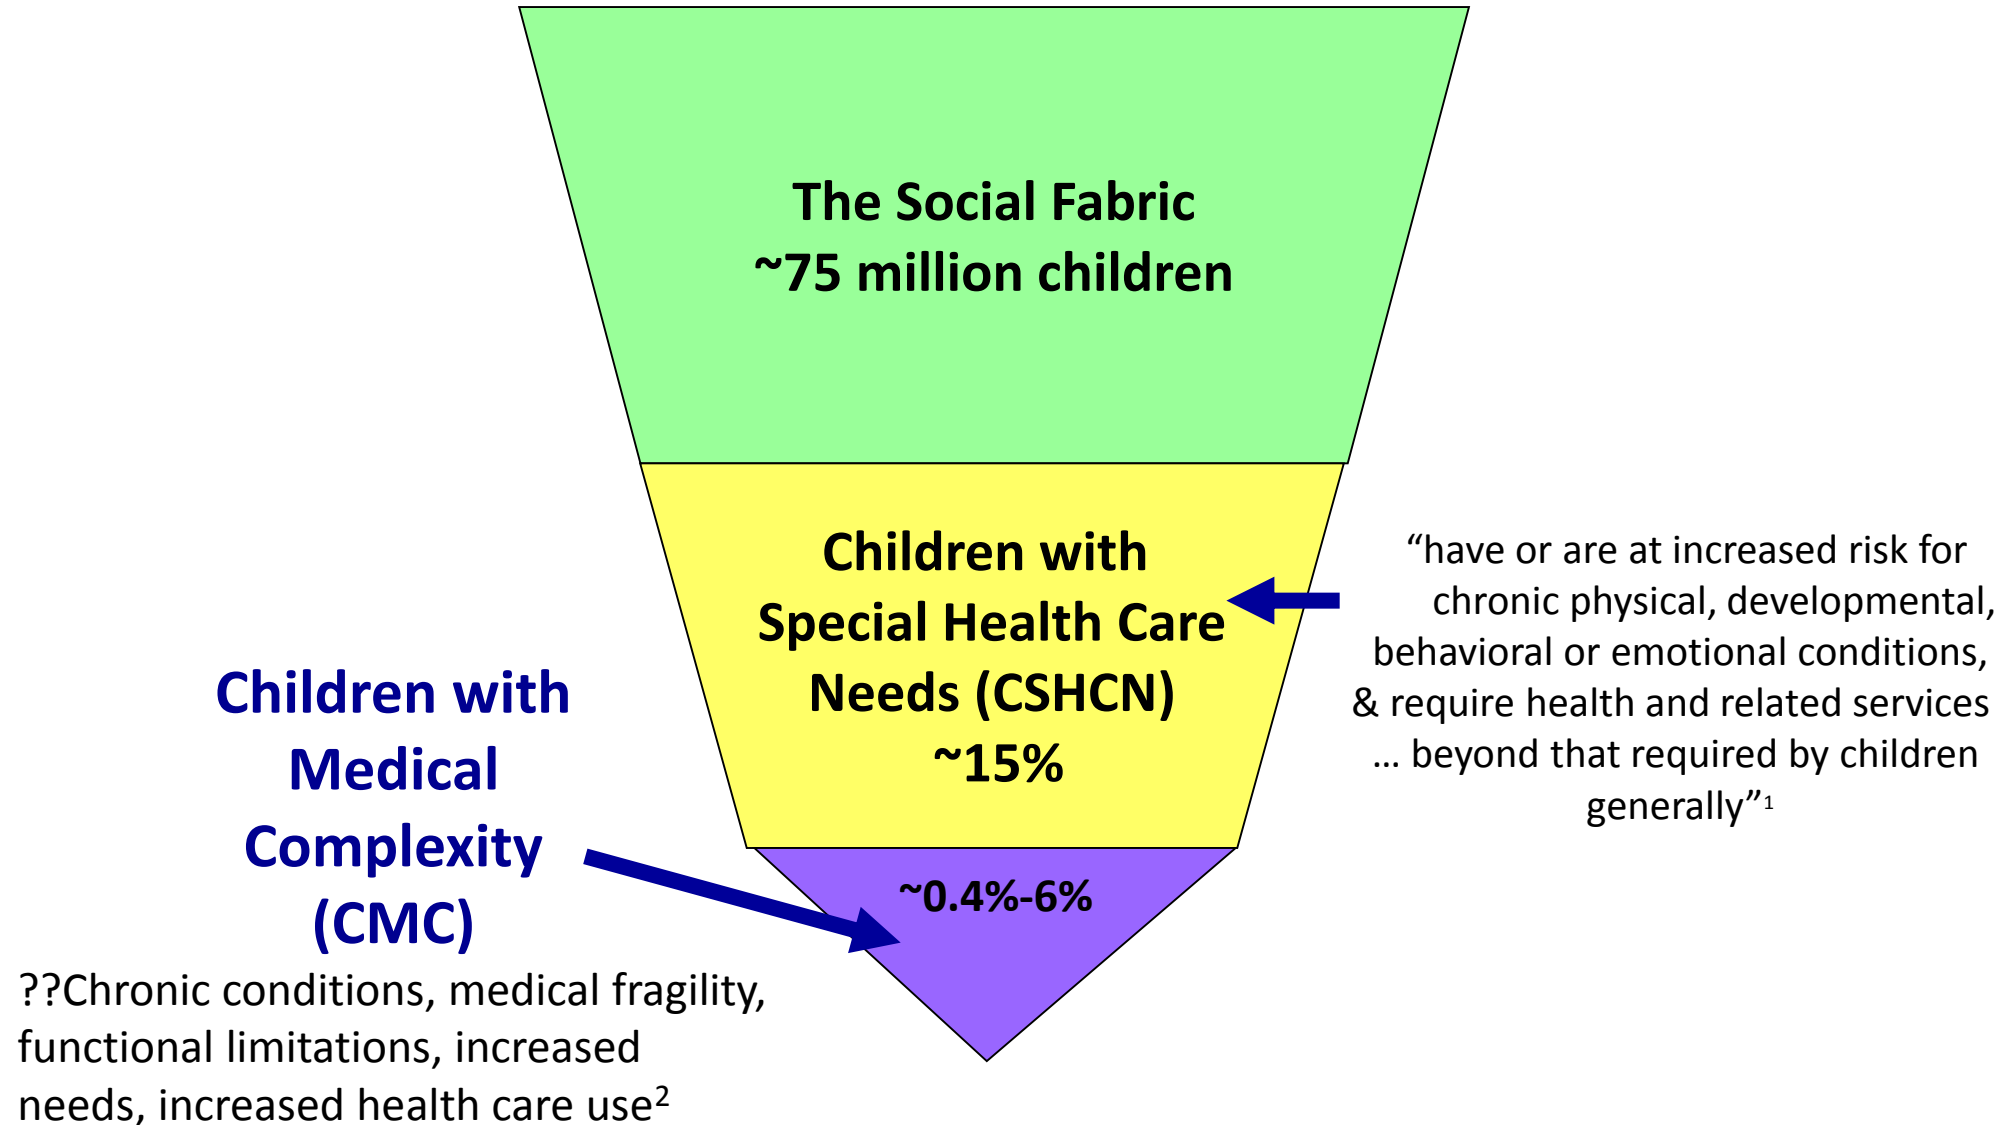 The Social Fabric
~75 million children
Children with
Special Health Care
Needs (CSHCN)
~15%
“have or are at increased risk for
chronic physical, developmental,
behavioral or emotional conditions,
& require health and related services
… beyond that required by children
generally”¹
~0.4%-6%
Children with
Medical
Complexity
(CMC)
??Chronic conditions, medical fragility,
functional limitations, increased
needs, increased health care use²